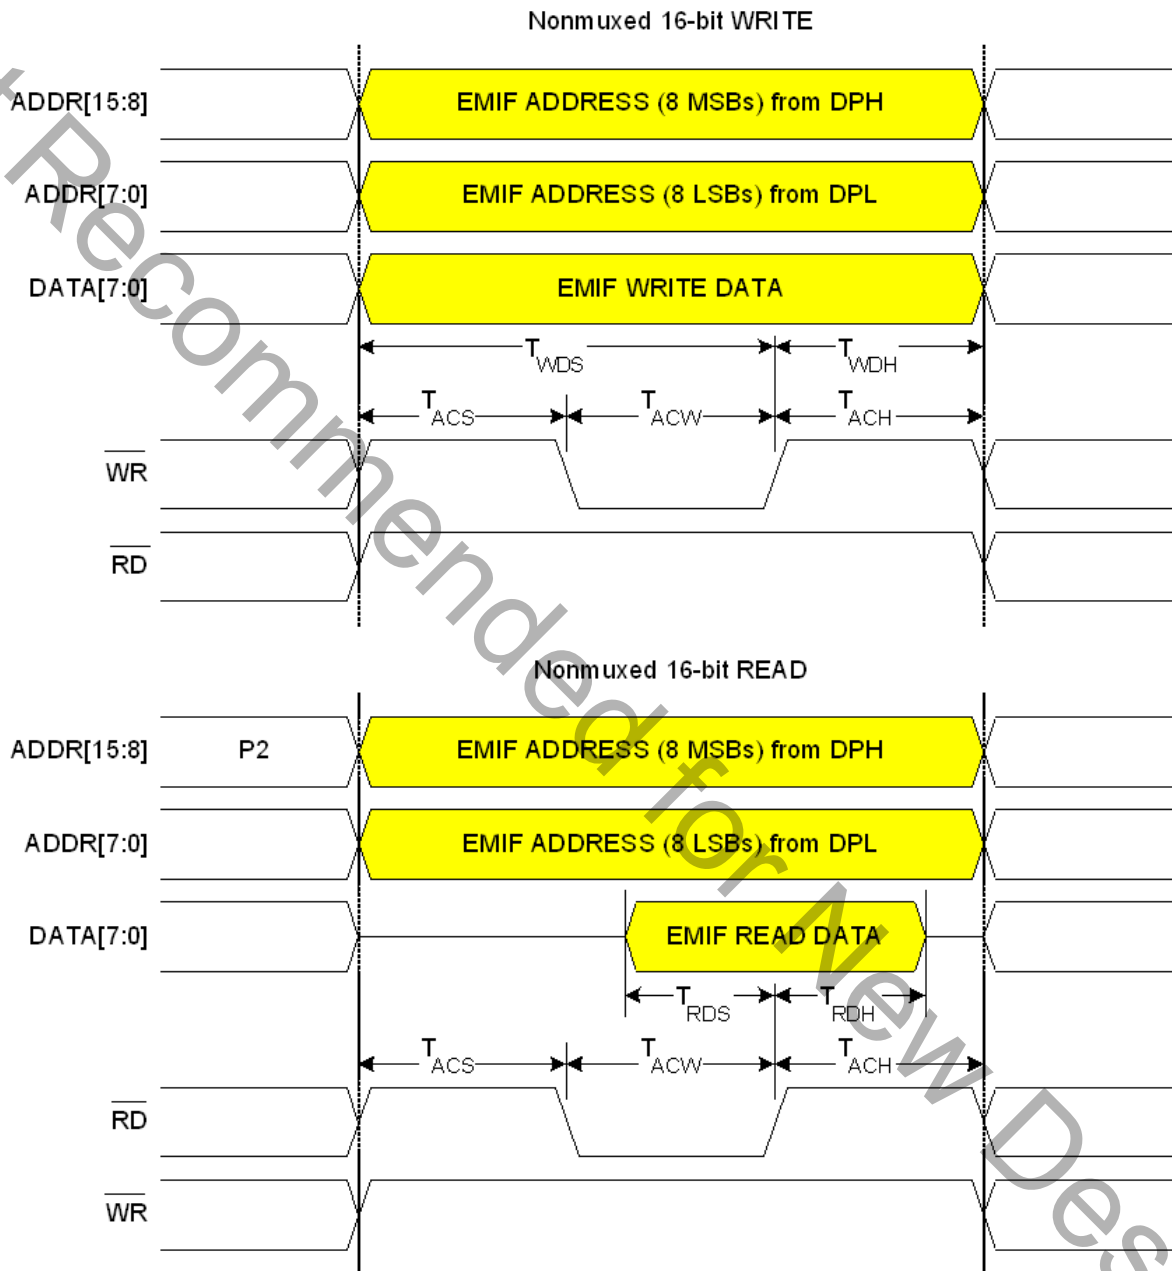 Nonmuxed 16-bit WRITE
ADDR[15:8] EMIF ADDRESS (8 MSBs) from DPH
ADDR[7:0] EMIF ADDRESS (8 LSBs) from DPL
DATA[7:0] EMIF WRITE DATA
TWDS TWDH
TACS TACW TACH
WR
RD
Nonmuxed 16-bit READ
ADDR[15:8] P2 EMIF ADDRESS (8 MSBs) from DPH
ADDR[7:0] EMIF ADDRESS (8 LSBs) from DPL
DATA[7:0] EMIF READ DATA
TRDS TRDH
TACS TACW TACH
RD
WR
Recommended for New